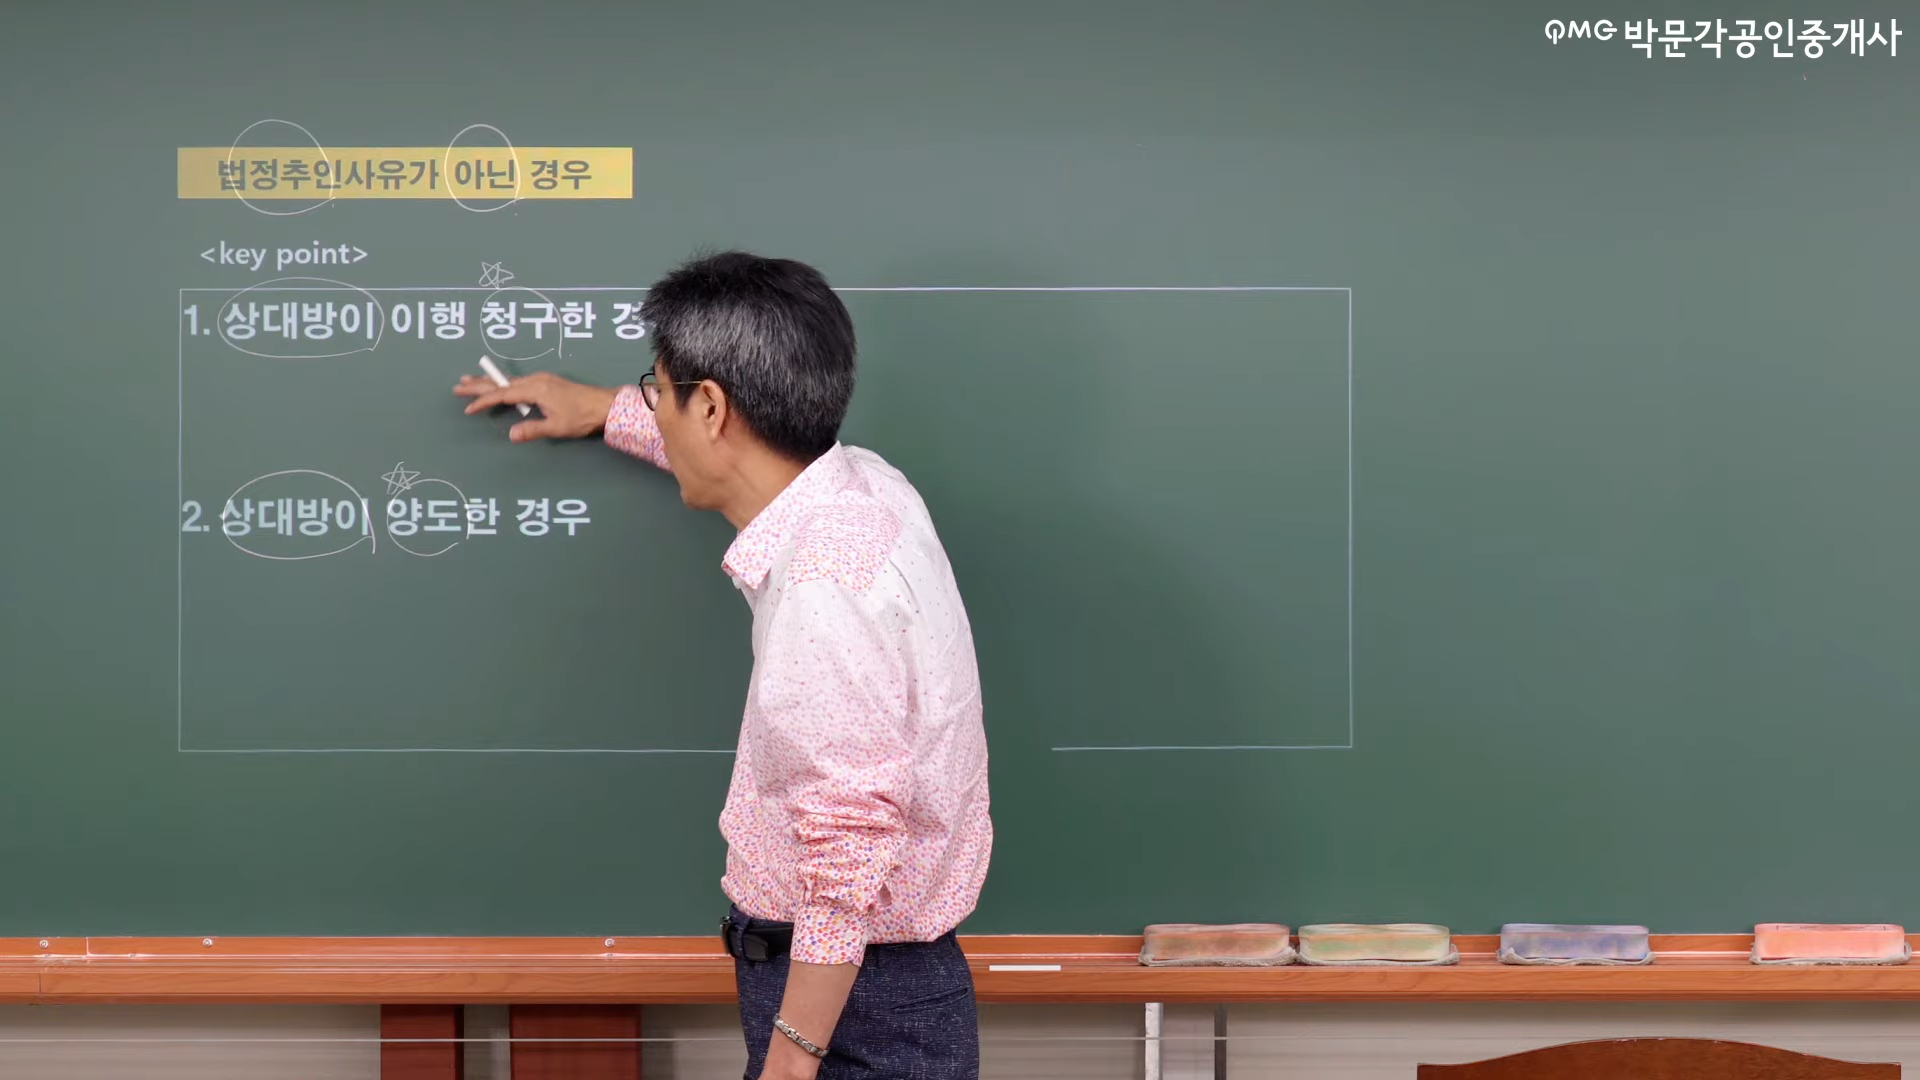 PMG 박문각공인중개사
법정추인사유가 아닌 경우
<key point>
1. 상대방이 이행 청구한 경
2. 상대방이 양도한 경우